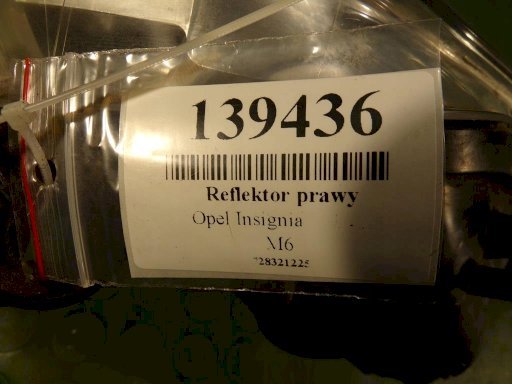 139436
Reflektor prawy
Opel Insignia
M6
*28321225